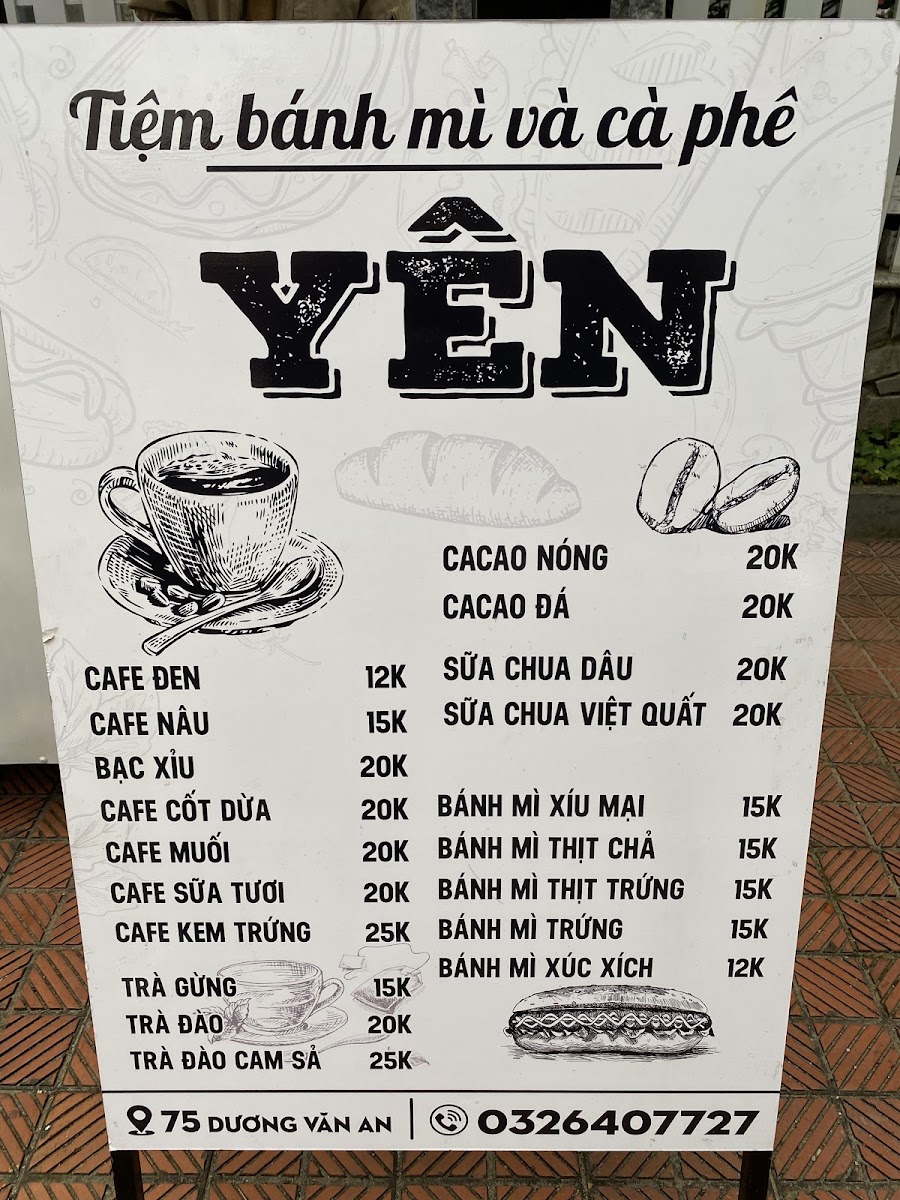 Tiệm bánh mì và cà phê
YÊN
CAFE ĐEN 12K
CAFE NÂU 15K
BẠC XỈU 20K
CAFE CỐT DỪA 20K
CAFE MUỐI 20K
CAFE SỮA TƯƠI 20K
CAFE KEM TRỨNG 25K
TRÀ GỪNG 15K
TRÀ ĐÀO 20K
TRÀ ĐÀO CAM SẢ 25K
CACAO NÓNG 20K
CACAO ĐÁ 20K
SỮA CHUA DÂU 20K
SỮA CHUA VIỆT QUẤT 20K
BÁNH MÌ XÍU MẠI 15K
BÁNH MÌ THỊT CHẢ 15K
BÁNH MÌ THỊT TRỨNG 15K
BÁNH MÌ TRỨNG 15K
BÁNH MÌ XÚC XÍCH 12K
75 DƯƠNG VĂN AN | 0326407727